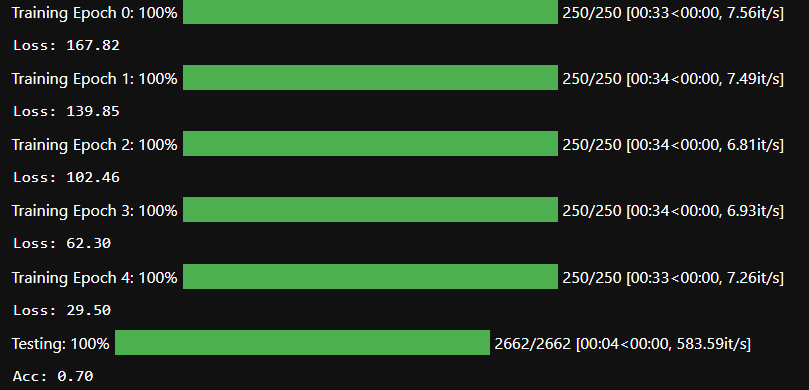 Training Epoch 0: 100% 250/250 [00:33<00:00, 7.56it/s]
Loss: 167.82
Training Epoch 1: 100% 250/250 [00:34<00:00, 7.49it/s]
Loss: 139.85
Training Epoch 2: 100% 250/250 [00:34<00:00, 6.81it/s]
Loss: 102.46
Training Epoch 3: 100% 250/250 [00:34<00:00, 6.93it/s]
Loss: 62.30
Training Epoch 4: 100% 250/250 [00:33<00:00, 7.26it/s]
Loss: 29.50
Testing: 100% 2662/2662 [00:04<00:00, 583.59it/s]
Acc: 0.70